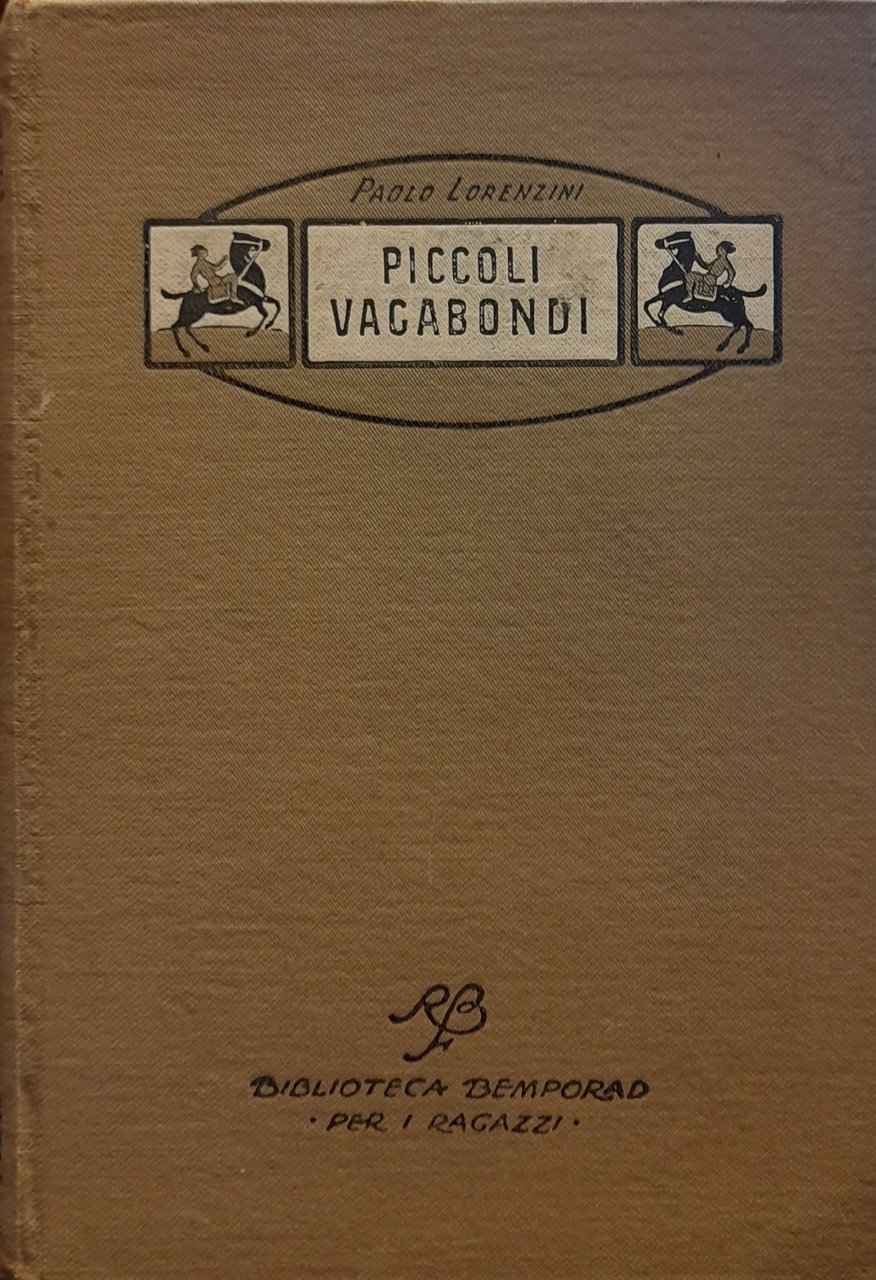 PAOLO LORENZINI
PICCOLI
VAGABONDI
RB
F
BIBLIOTECA BEMPORAD
· PER I RAGAZZI ·